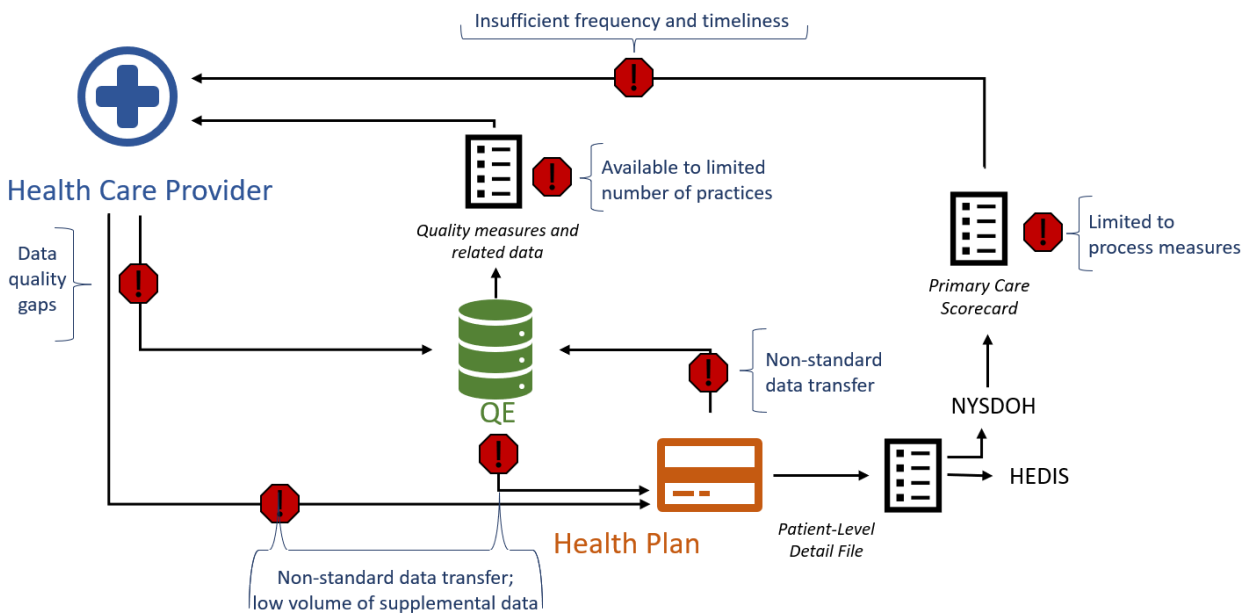 Insufficient frequency and timeliness
Health Care Provider
Available to limited
number of practices
Quality measures and
related data
Limited to
process measures
Primary Care
Scorecard
Data
quality
gaps
Non-standard
data transfer
QE
NYSDOH
HEDIS
Health Plan
Patient-Level
Detail File
Non-standard data transfer;
low volume of supplemental data